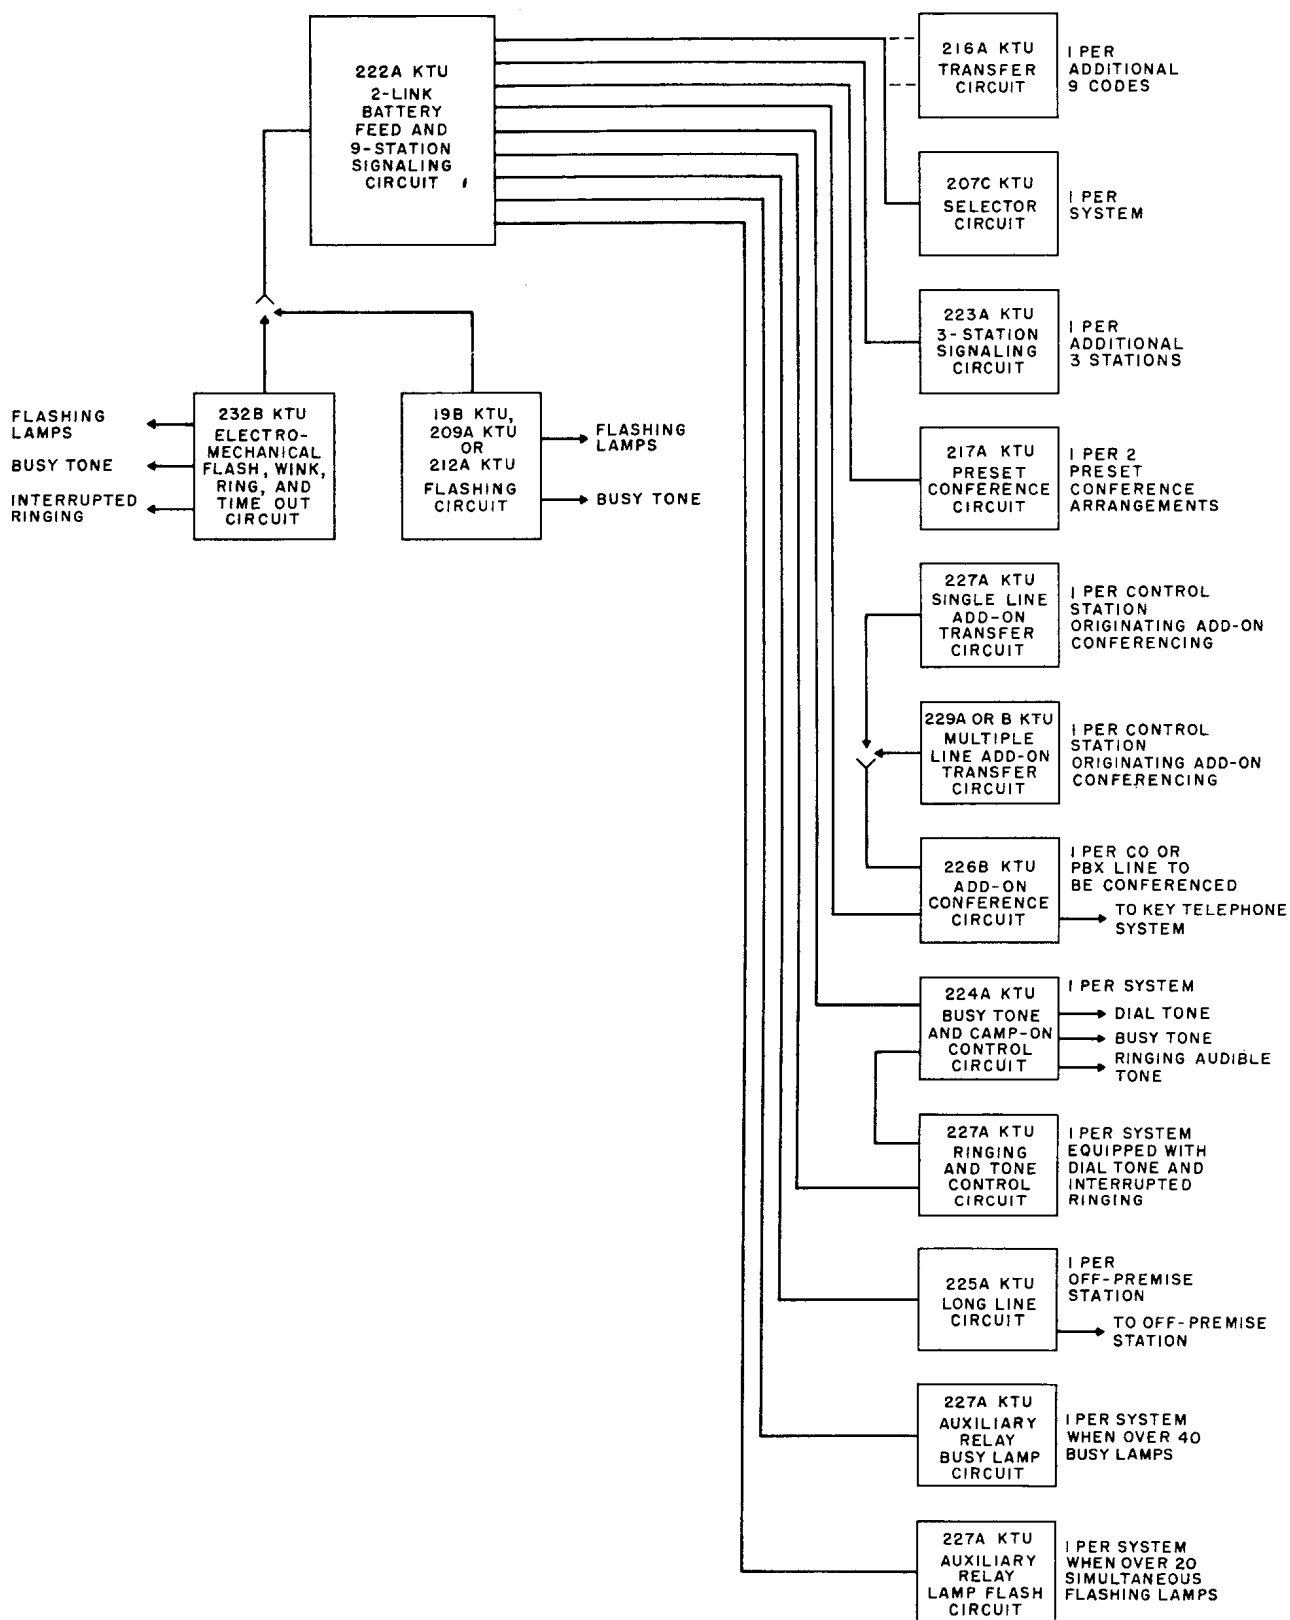 222A KTU
2-LINK
BATTERY
FEED AND
9-STATION
SIGNALING
CIRCUIT
216A KTU
TRANSFER
CIRCUIT
1 PER
ADDITIONAL
9 CODES
207C KTU
SELECTOR
CIRCUIT
1 PER
SYSTEM
223A KTU
3-STATION
SIGNALING
CIRCUIT
1 PER
ADDITIONAL
3 STATIONS
FLASHING
LAMPS
BUSY TONE
INTERRUPTED
RINGING
232B KTU
ELECTRO-
MECHANICAL
FLASH, WINK,
RING, AND
TIME OUT
CIRCUIT
19B KTU,
209A KTU
OR
212A KTU
FLASHING
CIRCUIT
FLASHING
LAMPS
BUSY TONE
217A KTU
PRESET
CONFERENCE
CIRCUIT
1 PER 2
PRESET
CONFERENCE
ARRANGEMENTS
227A KTU
SINGLE LINE
ADD-ON
TRANSFER
CIRCUIT
1 PER CONTROL
STATION
ORIGINATING ADD-ON
CONFERENCING
229A OR B KTU
MULTIPLE
LINE ADD-ON
TRANSFER
CIRCUIT
1 PER CONTROL
STATION
ORIGINATING ADD-ON
CONFERENCING
226B KTU
ADD-ON
CONFERENCE
CIRCUIT
1 PER CO OR
PBX LINE TO
BE CONFERENCED
TO KEY TELEPHONE
SYSTEM
224A KTU
BUSY TONE
AND CAMP-ON
CONTROL
CIRCUIT
1 PER SYSTEM
DIAL TONE
BUSY TONE
RINGING AUDIBLE
TONE
227A KTU
RINGING
AND TONE
CONTROL
CIRCUIT
1 PER SYSTEM
EQUIPPED WITH
DIAL TONE AND
INTERRUPTED
RINGING
225A KTU
LONG LINE
CIRCUIT
1 PER
OFF-PREMISE
STATION
TO OFF-PREMISE
STATION
227A KTU
AUXILIARY
RELAY
BUSY LAMP
CIRCUIT
1 PER SYSTEM
WHEN OVER 40
BUSY LAMPS
227A KTU
AUXILIARY
RELAY
LAMP FLASH
CIRCUIT
1 PER SYSTEM
WHEN OVER 20
SIMULTANEOUS
FLASHING LAMPS